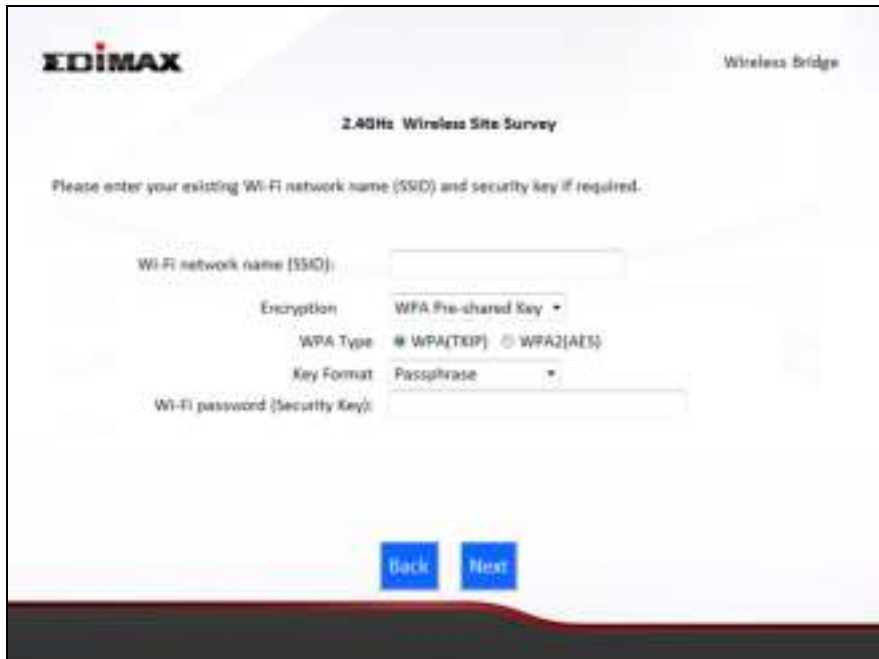 EDiMAX
Wireless Bridge
2.4GHz Wireless Site Survey
Please enter your existing Wi-Fi network name (SSID) and security key if required.
Wi-Fi network name (SSID):
Encryption WPA Pre-shared Key
WPA Type WPA(TKIP) WPA2(AES)
Key Format Passphrase
Wi-Fi password (Security Key):
Back Next